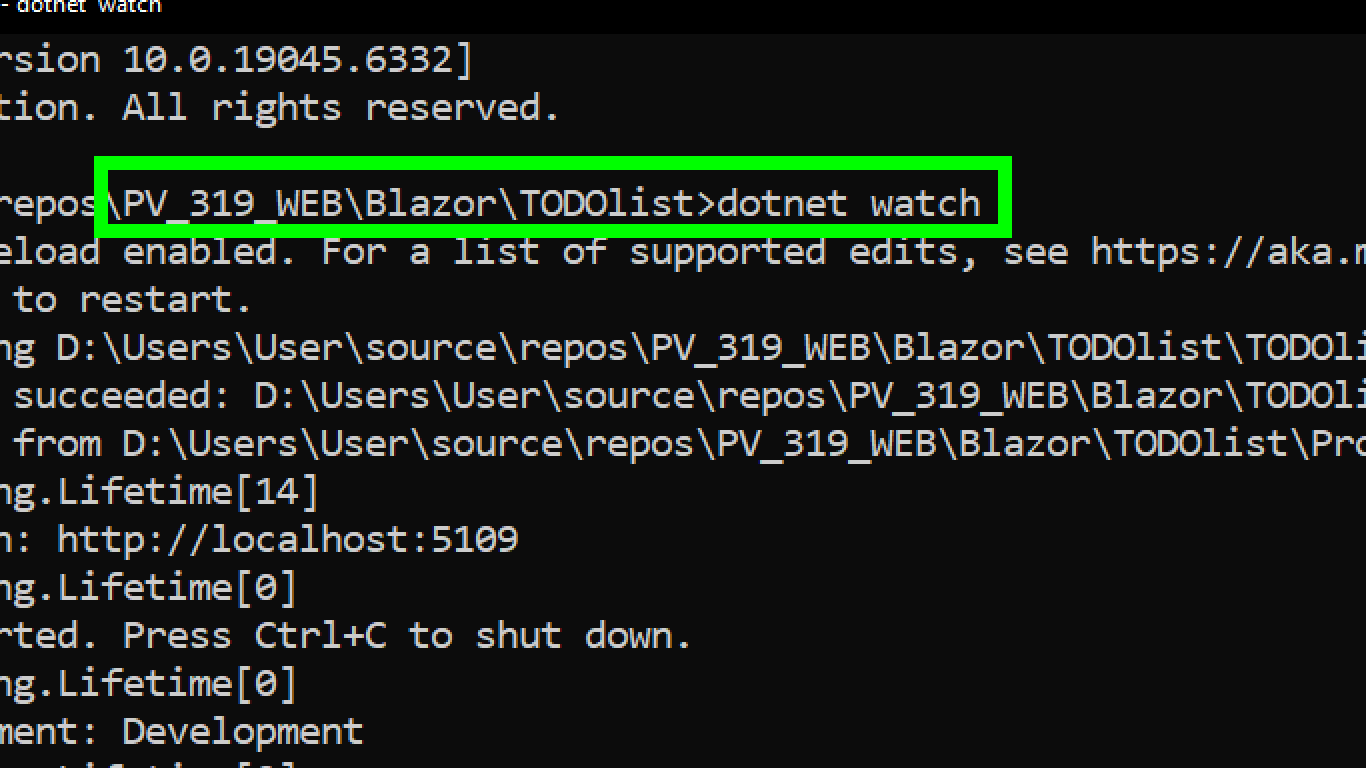 - dotnet watch
rsion 10.0.19045.6332]
tion. All rights reserved.
repos\PV_319_WEB\Blazor\TODOlist>dotnet watch
eload enabled. For a list of supported edits, see https://aka.m
to restart.
ng D:\Users\User\source\repos\PV_319_WEB\Blazor\TODOlist\TODOli
succeeded: D:\Users\User\source\repos\PV_319_WEB\Blazor\TODOli
from D:\Users\User\source\repos\PV_319_WEB\Blazor\TODOlist\Pro
ng.Lifetime[14]
n: http://localhost:5109
ng.Lifetime[0]
rted. Press Ctrl+C to shut down.
ng.Lifetime[0]
ment: Development